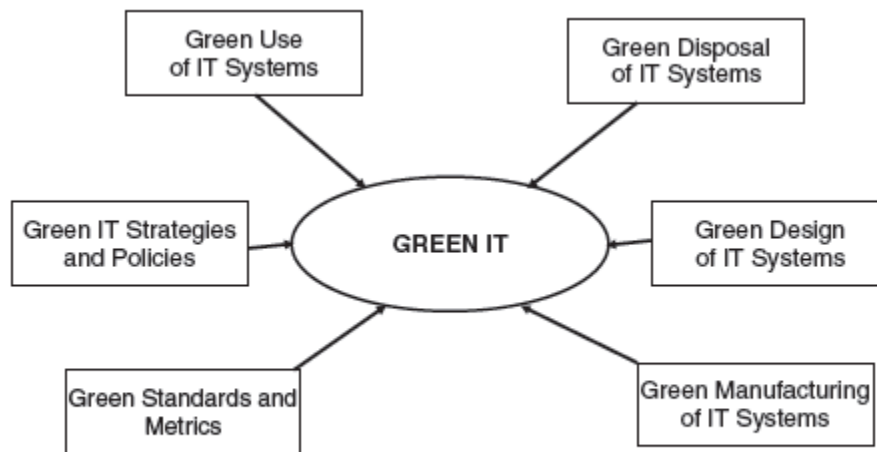 Green Use
of IT Systems
Green Disposal
of IT Systems
Green IT Strategies
and Policies
GREEN IT
Green Design
of IT Systems
Green Standards and
Metrics
Green Manufacturing
of IT Systems